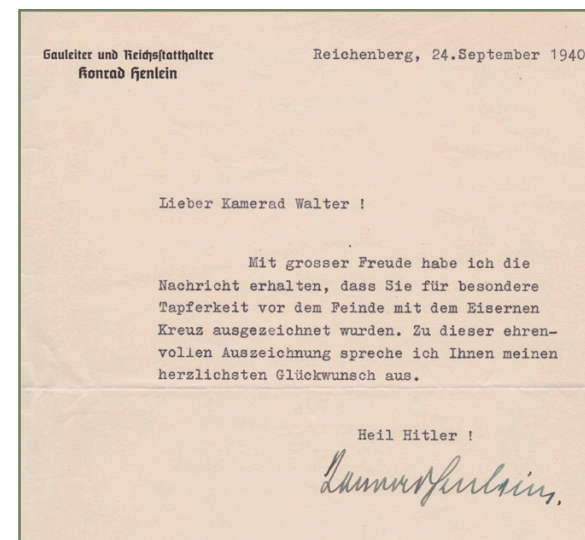 Gauleiter und Reichsstatthalter
Konrad Henlein
Reichenberg, 24.September 1940
Lieber Kamerad Walter !
Mit grosser Freude habe ich die
Nachricht erhalten, dass Sie für besondere
Tapferkeit vor dem Feinde mit dem Eisernen
Kreuz ausgezeichnet wurden. Zu dieser ehren-
vollen Auszeichnung spreche ich Ihnen meinen
herzlichsten Glückwunsch aus.
Heil Hitler !
Konrad Henlein.